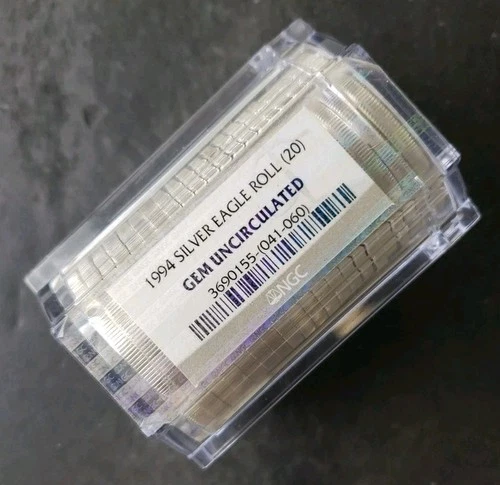 1994 SILVER EAGLE ROLL (20)
GEM UNCIRCULATED
3690155-(041-060)
NGC